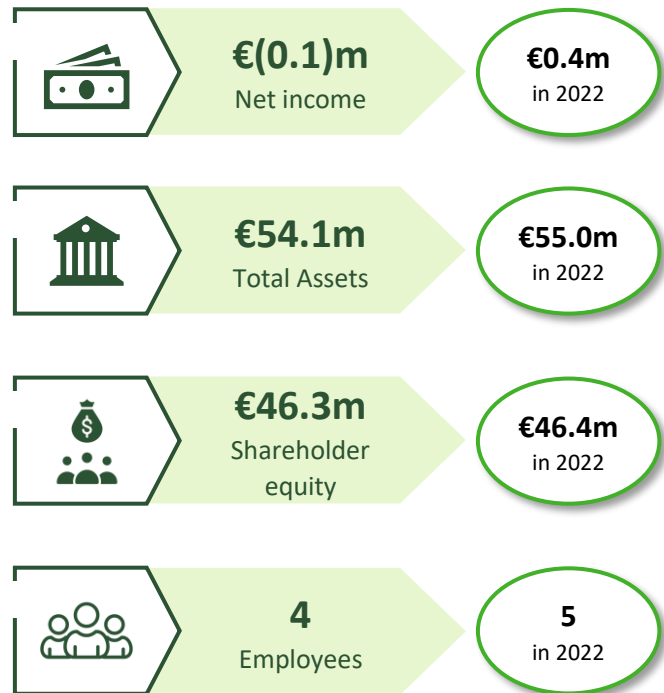 €(0.1)m
Net income
€0.4m
in 2022
€54.1m
Total Assets
€55.0m
in 2022
$
€46.3m
Shareholder
equity
€46.4m
in 2022
4
Employees
5
in 2022